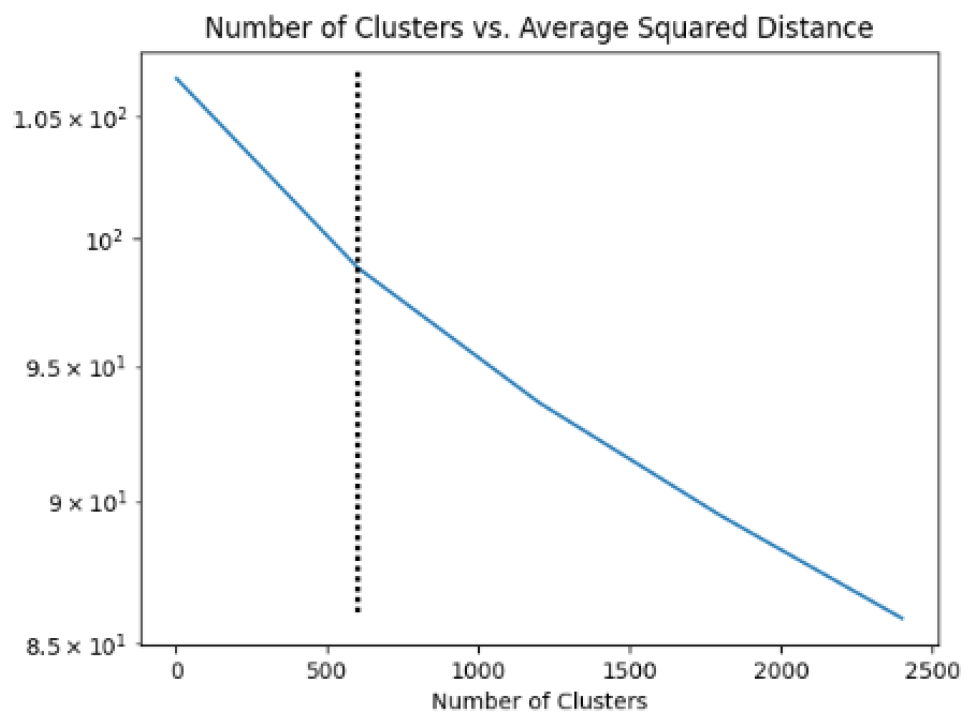 Number of Clusters vs. Average Squared Distance
1.05 × 10²
10²
9.5 × 10¹
9 × 10¹
8.5 × 10¹
0 500 1000 1500 2000 2500
Number of Clusters